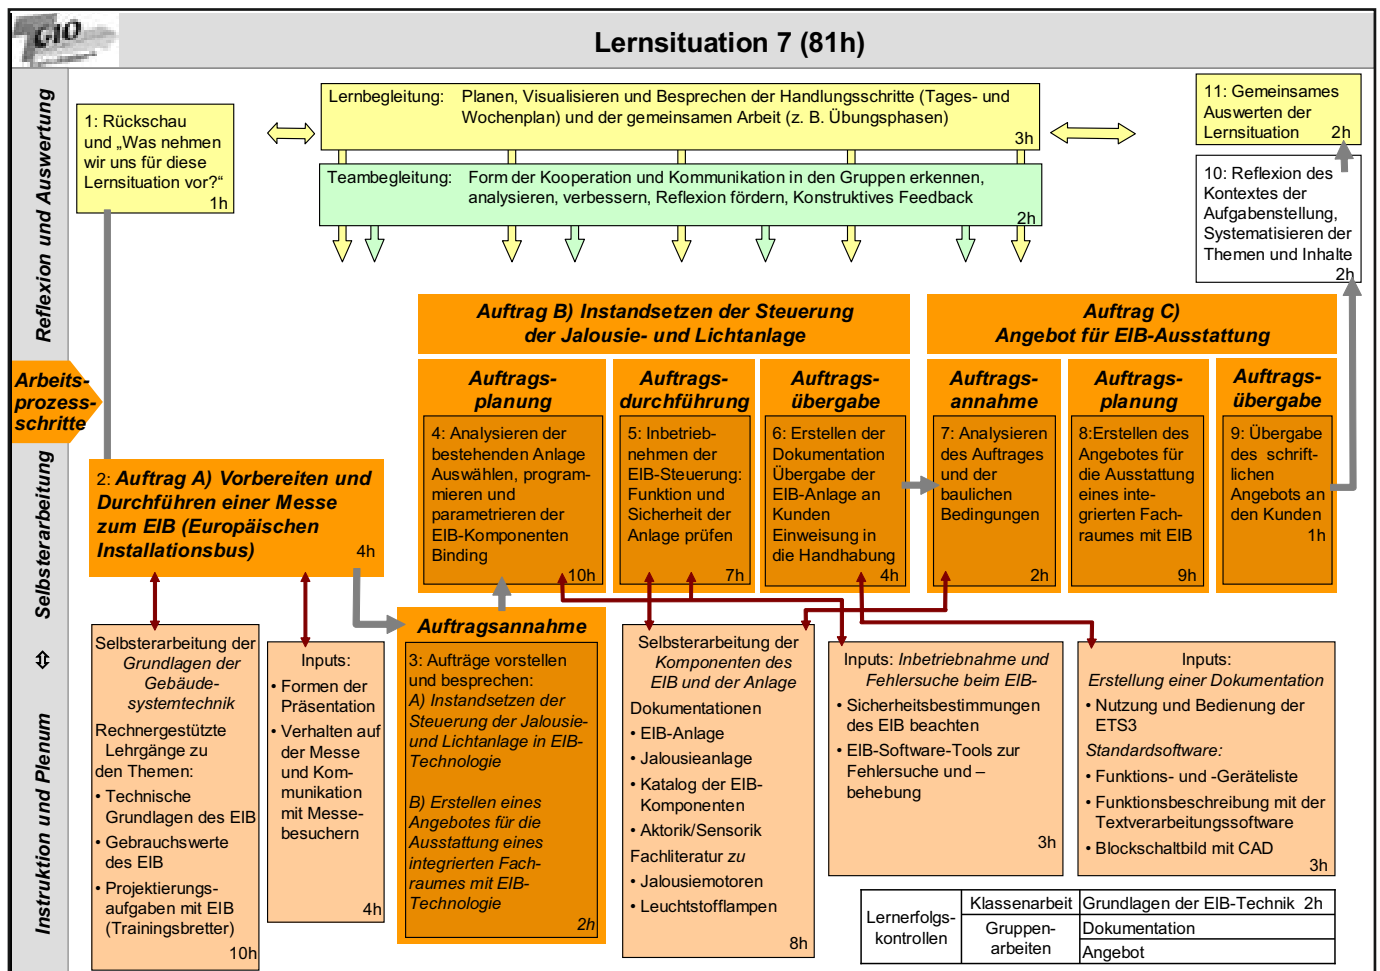 GIO
Lernsituation 7 (81h)
Reflexion und Auswertung
Selbsterarbeitung
⇕
Instruktion und Plenum
1: Rückschau
und „Was nehmen
wir uns für diese
Lernsituation vor?“
1h
Lernbegleitung: Planen, Visualisieren und Besprechen der Handlungsschritte (Tages- und
Wochenplan) und der gemeinsamen Arbeit (z. B. Übungsphasen)
3h
Teambegleitung: Form der Kooperation und Kommunikation in den Gruppen erkennen,
analysieren, verbessern, Reflexion fördern, Konstruktives Feedback
2h
11: Gemeinsames
Auswerten der
Lernsituation 2h
10: Reflexion des
Kontextes der
Aufgabenstellung,
Systematisieren der
Themen und Inhalte
2h
Auftrag B) Instandsetzen der Steuerung
der Jalousie- und Lichtanlage
Auftrag C)
Angebot für EIB-Ausstattung
Arbeits-
prozess-
schritte
2: Auftrag A) Vorbereiten und
Durchführen einer Messe
zum EIB (Europäischen
Installationsbus)
4h
Auftrags-
planung
4: Analysieren der
bestehenden Anlage
Auswählen, program-
mieren und
parametrieren der
EIB-Komponenten
Binding
10h
Auftrags-
durchführung
5: Inbetrieb-
nehmen der
EIB-Steuerung:
Funktion und
Sicherheit der
Anlage prüfen
7h
Auftrags-
übergabe
6: Erstellen der
Dokumentation
Übergabe der
EIB-Anlage an
Kunden
Einweisung in
die Handhabung
4h
Auftrags-
annahme
7: Analysieren
des Auftrages
und der
baulichen
Bedingungen
2h
Auftrags-
planung
8:Erstellen des
Angebotes für
die Ausstattung
eines inte-
grierten Fach-
raumes mit EIB
9h
Auftrags-
übergabe
9: Übergabe
des schrift-
lichen
Angebots an
den Kunden
1h
Selbsterarbeitung der
Grundlagen der
Gebäude-
systemtechnik
Rechnergestützte
Lehrgänge zu
den Themen:
• Technische
Grundlagen des EIB
• Gebrauchswerte
des EIB
• Projektierungs-
aufgaben mit EIB
(Trainingsbretter)
10h
Inputs:
• Formen der
Präsentation
• Verhalten auf
der Messe
und Kom-
munikation
mit Messe-
besuchern
4h
Auftragsannahme
3: Aufträge vorstellen
und besprechen:
A) Instandsetzen der
Steuerung der Jalousie-
und Lichtanlage in EIB-
Technologie
B) Erstellen eines
Angebotes für die
Ausstattung eines
integrierten Fach-
raumes mit EIB-
Technologie
2h
Selbsterarbeitung der
Komponenten des
EIB und der Anlage
Dokumentationen
• EIB-Anlage
• Jalousieanlage
• Katalog der EIB-
Komponenten
• Aktorik/Sensorik
Fachliteratur zu
• Jalousiemotoren
• Leuchtstofflampen
8h
Inputs: Inbetriebnahme und
Fehlersuche beim EIB-
• Sicherheitsbestimmungen
des EIB beachten
• EIB-Software-Tools zur
Fehlersuche und –
behebung
3h
Inputs:
Erstellung einer Dokumentation
• Nutzung und Bedienung der
ETS3
Standardsoftware:
• Funktions- und -Geräteliste
• Funktionsbeschreibung mit der
Textverarbeitungssoftware
• Blockschaltbild mit CAD
3h
Lernerfolgs-
kontrollen
Klassenarbeit Grundlagen der EIB-Technik 2h
Gruppen-
arbeiten
Dokumentation
Angebot